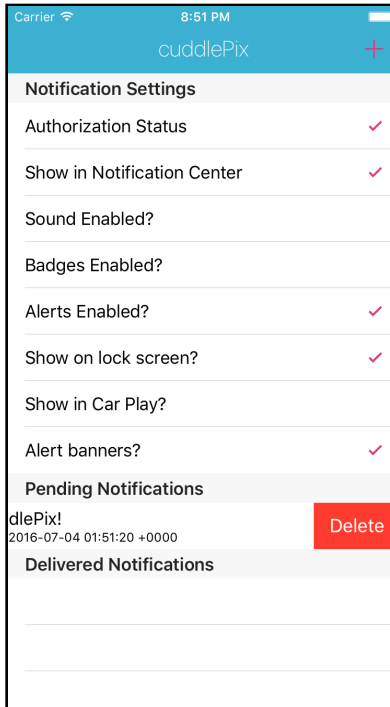 Carrier 8:51 PM
cuddlePix +
Notification Settings
Authorization Status
Show in Notification Center
Sound Enabled?
Badges Enabled?
Alerts Enabled?
Show on lock screen?
Show in Car Play?
Alert banners?
Pending Notifications
dlePix!
2016-07-04 01:51:20 +0000
Delete
Delivered Notifications